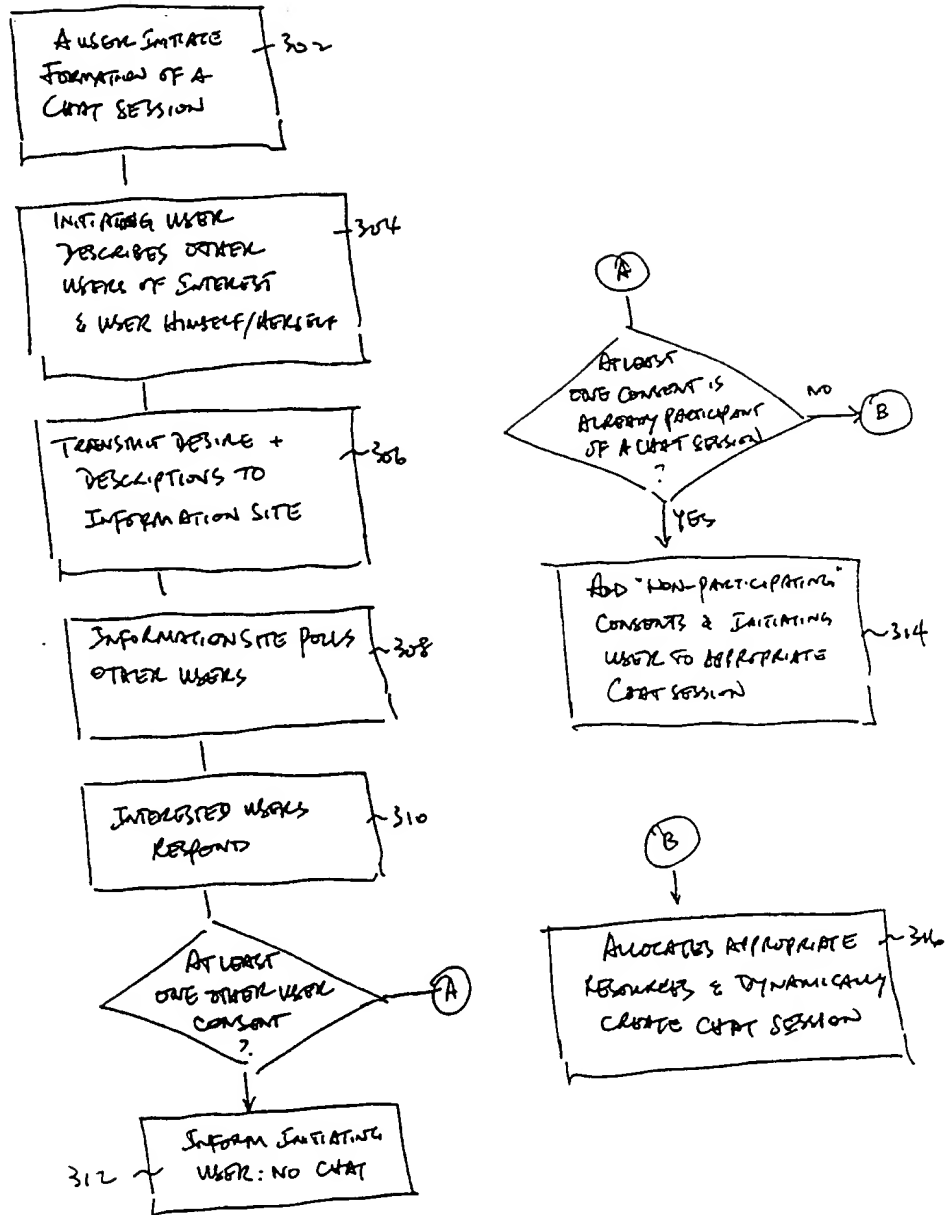 A USER INITIATE
FORMATION OF A
CHAT SESSION
302
INITIATING USER
DESCRIBES OTHER
USERS OF INTEREST
& USER HIMSELF/HERSELF
304
TRANSMIT DESIRE +
DESCRIPTIONS TO
INFORMATION SITE
306
INFORMATION SITE POLLS
OTHER USERS
308
INTERESTED USERS
RESPOND
310
AT LEAST
ONE OTHER USER
CONSENT
?
A
INFORM INITIATING
USER: NO CHAT
312
A
AT LEAST
ONE CONSENT IS
ALREADY PARTICIPANT
OF A CHAT SESSION
?
NO
B
YES
ADD "NON-PARTICIPATING"
CONSENTS & INITIATING
USER TO APPROPRIATE
CHAT SESSION
314
B
ALLOCATES APPROPRIATE
RESOURCES & DYNAMICALLY
CREATE CHAT SESSION
316